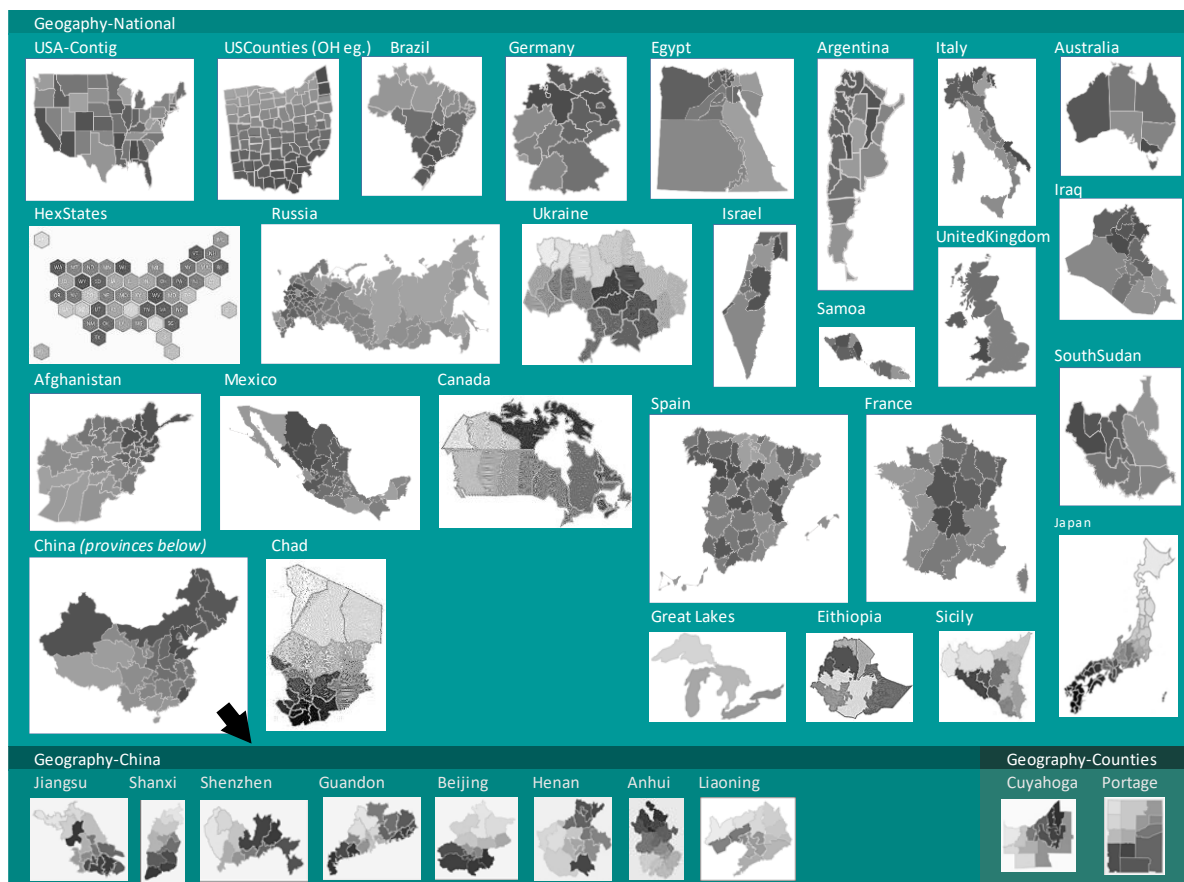 Geogaphy-National
USA-Contig
USCounties (OH eg.)
Brazil
Germany
Egypt
Argentina
Italy
Australia
HexStates
Russia
Ukraine
Israel
UnitedKingdom
Iraq
Samoa
Afghanistan
Mexico
Canada
Spain
France
SouthSudan
China (provinces below)
Chad
Japan
Great Lakes
Eithiopia
Sicily
Geography-China
Geography-Counties
Jiangsu
Shanxi
Shenzhen
Guandon
Beijing
Henan
Anhui
Liaoning
Cuyahoga
Portage